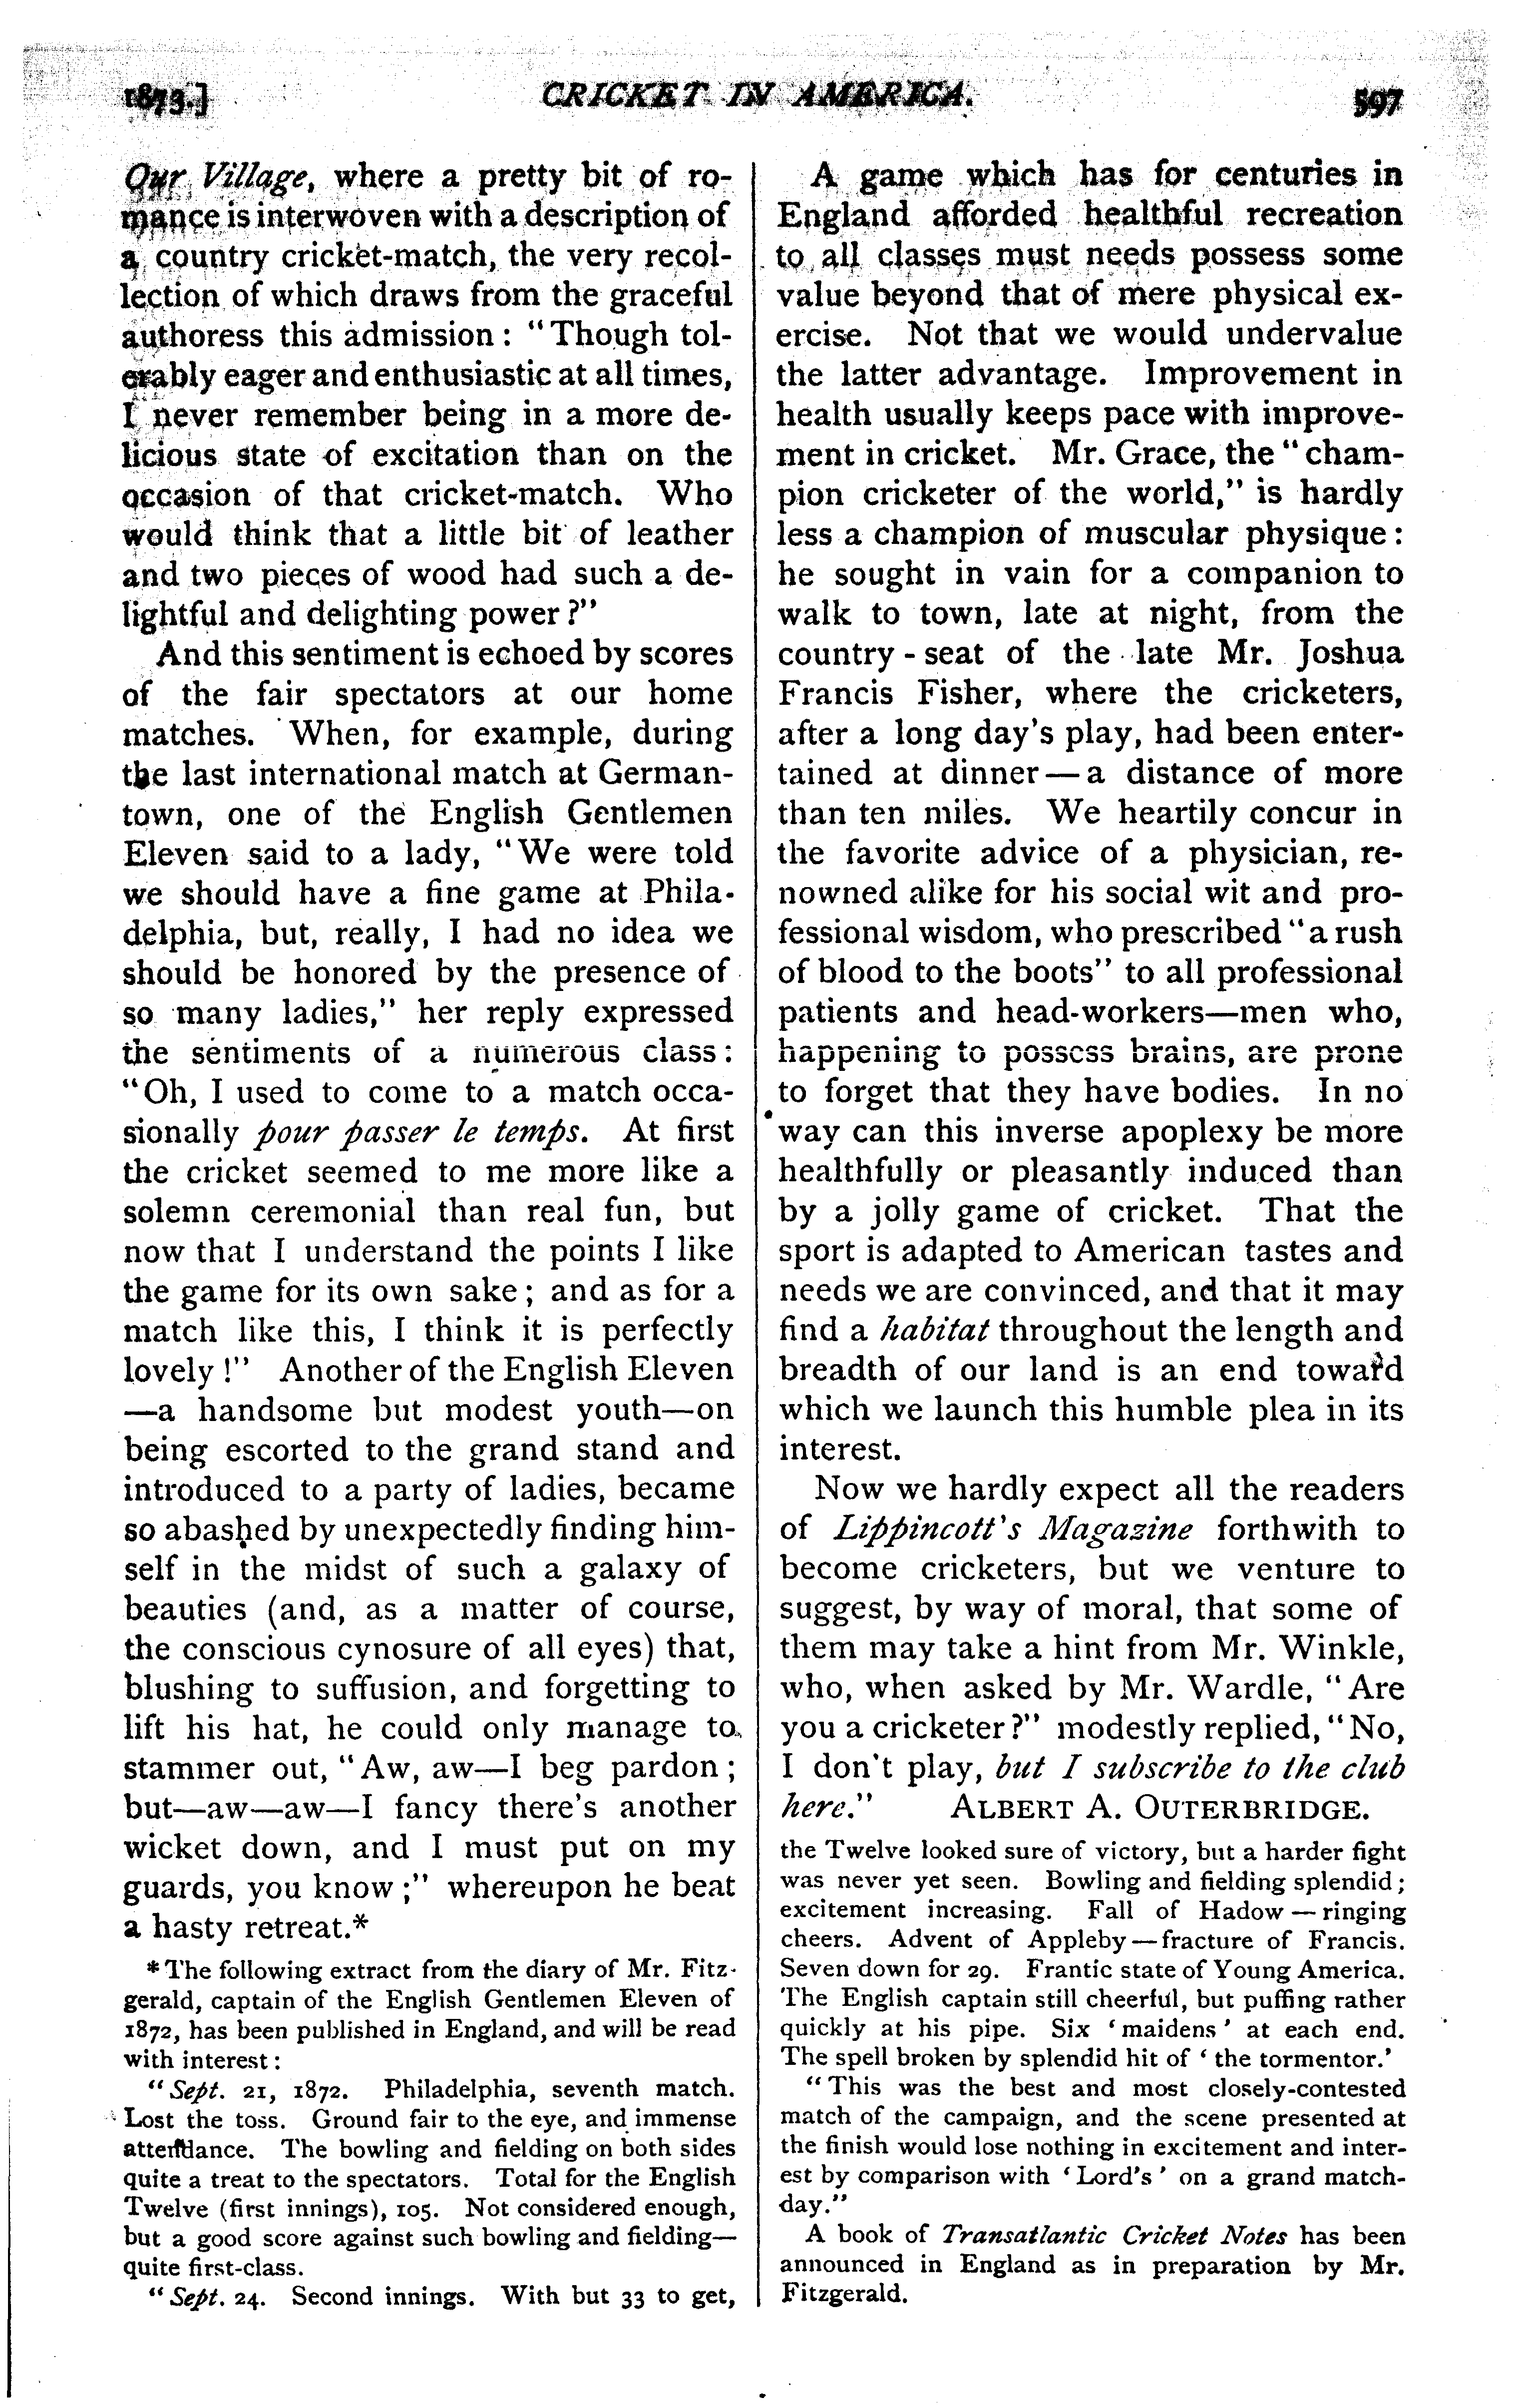 1873.] CRICKET IN AMERICA. 597
Our Village, where a pretty bit of ro-
mance is interwoven with a description of
a country cricket-match, the very recol-
lection of which draws from the graceful
authoress this admission: "Though tol-
erably eager and enthusiastic at all times,
I never remember being in a more de-
licious state of excitation than on the
occasion of that cricket-match. Who
would think that a little bit of leather
and two pieces of wood had such a de-
lightful and delighting power?"
And this sentiment is echoed by scores
of the fair spectators at our home
matches. When, for example, during
the last international match at German-
town, one of the English Gentlemen
Eleven said to a lady, "We were told
we should have a fine game at Phila-
delphia, but, really, I had no idea we
should be honored by the presence of
so many ladies," her reply expressed
the sentiments of a numerous class:
"Oh, I used to come to a match occa-
sionally pour passer le temps. At first
the cricket seemed to me more like a
solemn ceremonial than real fun, but
now that I understand the points I like
the game for its own sake; and as for a
match like this, I think it is perfectly
lovely!" Another of the English Eleven
—a handsome but modest youth—on
being escorted to the grand stand and
introduced to a party of ladies, became
so abashed by unexpectedly finding him-
self in the midst of such a galaxy of
beauties (and, as a matter of course,
the conscious cynosure of all eyes) that,
blushing to suffusion, and forgetting to
lift his hat, he could only manage to
stammer out, "Aw, aw—I beg pardon;
but—aw—aw—I fancy there's another
wicket down, and I must put on my
guards, you know;" whereupon he beat
a hasty retreat.*
* The following extract from the diary of Mr. Fitz-
gerald, captain of the English Gentlemen Eleven of
1872, has been published in England, and will be read
with interest:
"Sept. 21, 1872. Philadelphia, seventh match.
Lost the toss. Ground fair to the eye, and immense
attendance. The bowling and fielding on both sides
quite a treat to the spectators. Total for the English
Twelve (first innings), 105. Not considered enough,
but a good score against such bowling and fielding—
quite first-class.
"Sept. 24. Second innings. With but 33 to get,
A game which has for centuries in
England afforded healthful recreation
to all classes must needs possess some
value beyond that of mere physical ex-
ercise. Not that we would undervalue
the latter advantage. Improvement in
health usually keeps pace with improve-
ment in cricket. Mr. Grace, the "cham-
pion cricketer of the world," is hardly
less a champion of muscular physique:
he sought in vain for a companion to
walk to town, late at night, from the
country-seat of the late Mr. Joshua
Francis Fisher, where the cricketers,
after a long day's play, had been enter-
tained at dinner—a distance of more
than ten miles. We heartily concur in
the favorite advice of a physician, re-
nowned alike for his social wit and pro-
fessional wisdom, who prescribed "a rush
of blood to the boots" to all professional
patients and head-workers—men who,
happening to possess brains, are prone
to forget that they have bodies. In no
way can this inverse apoplexy be more
healthfully or pleasantly induced than
by a jolly game of cricket. That the
sport is adapted to American tastes and
needs we are convinced, and that it may
find a habitat throughout the length and
breadth of our land is an end toward
which we launch this humble plea in its
interest.
Now we hardly expect all the readers
of Lippincott's Magazine forthwith to
become cricketers, but we venture to
suggest, by way of moral, that some of
them may take a hint from Mr. Winkle,
who, when asked by Mr. Wardle, "Are
you a cricketer?" modestly replied, "No,
I don't play, but I subscribe to the club
here." ALBERT A. OUTERBRIDGE.
the Twelve looked sure of victory, but a harder fight
was never yet seen. Bowling and fielding splendid;
excitement increasing. Fall of Hadow—ringing
cheers. Advent of Appleby—fracture of Francis.
Seven down for 29. Frantic state of Young America.
The English captain still cheerful, but puffing rather
quickly at his pipe. Six 'maidens' at each end.
The spell broken by splendid hit of 'the tormentor.'
"This was the best and most closely-contested
match of the campaign, and the scene presented at
the finish would lose nothing in excitement and inter-
est by comparison with 'Lord's' on a grand match-
day."
A book of Transatlantic Cricket Notes has been
announced in England as in preparation by Mr.
Fitzgerald.